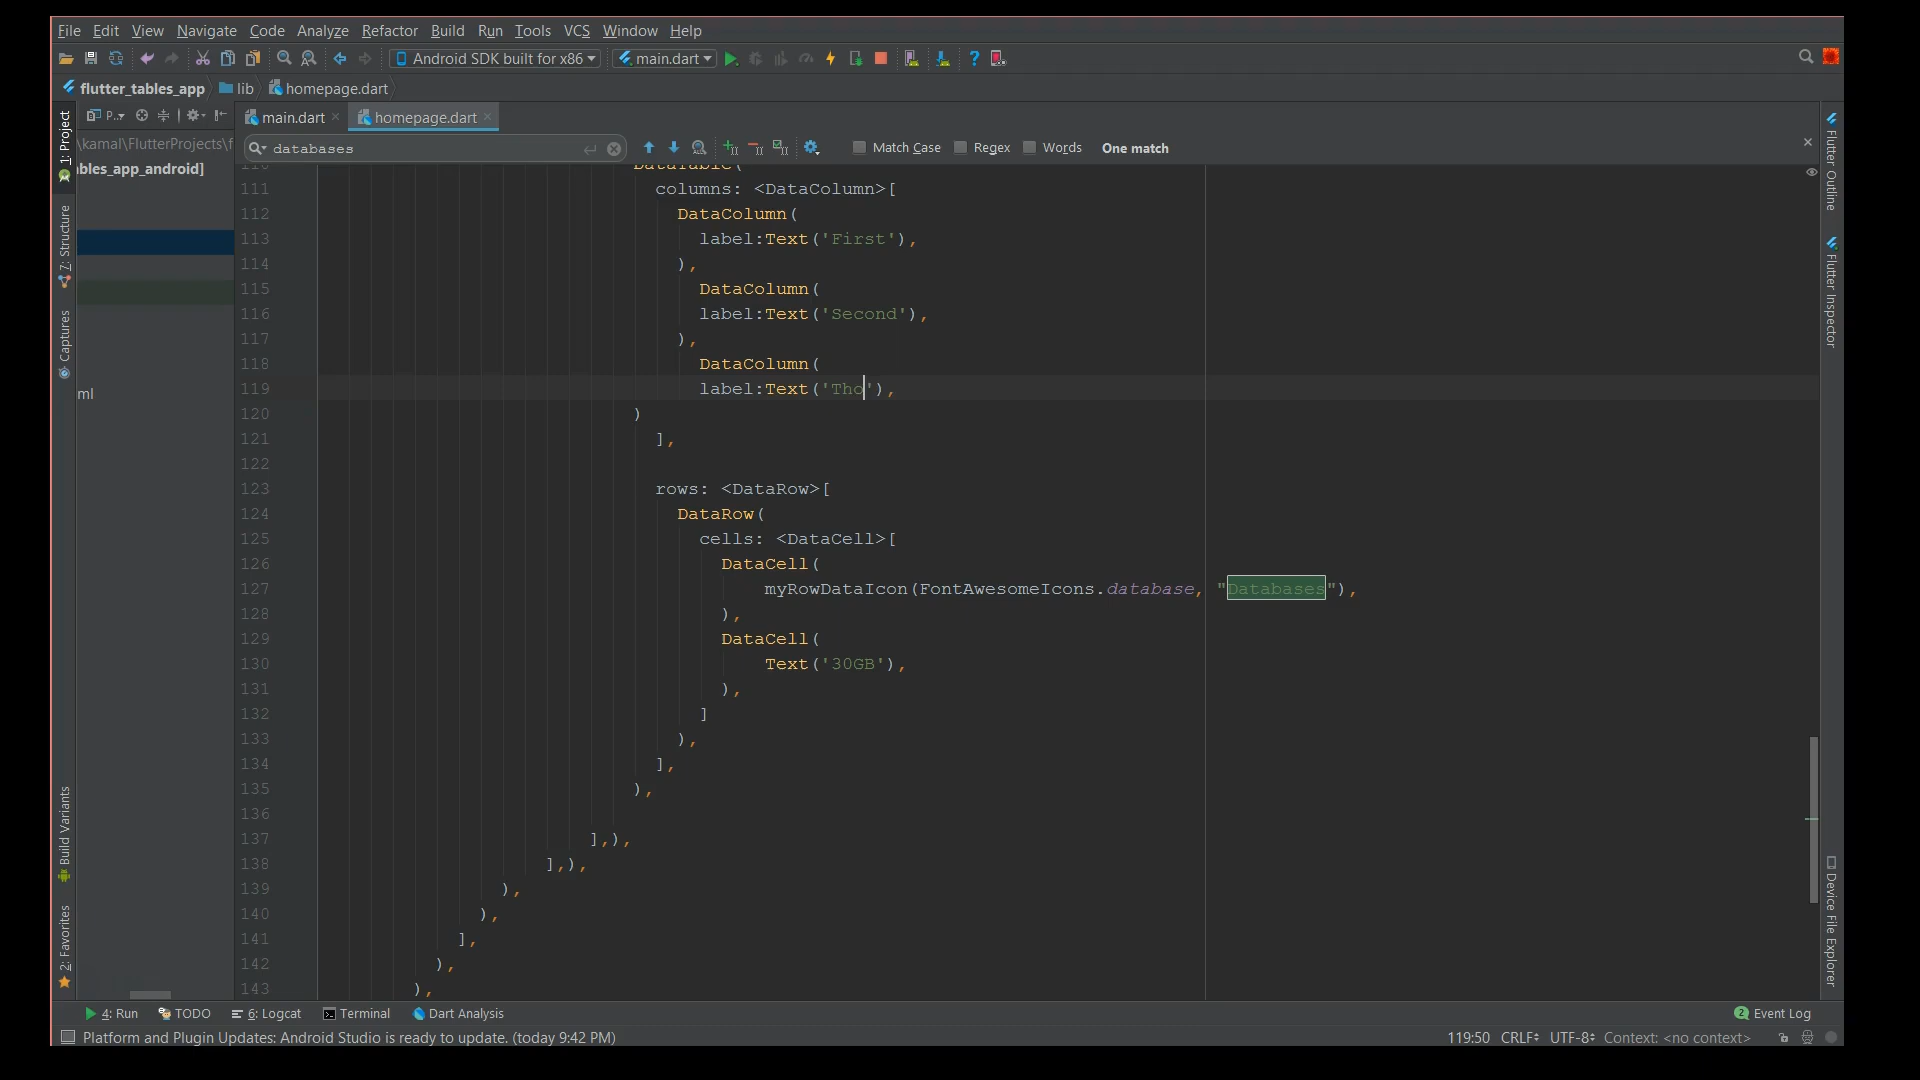 File Edit View Navigate Code Analyze Refactor Build Run Tools VCS Window Help
Android SDK built for x86 main.dart
flutter_tables_app lib homepage.dart
P.. main.dart homepage.dart
databases Match Case Regex Words One match
\kamal\FlutterProjects\f
bles_app_android]
ml
1: Project
7: Structure
Captures
Build Variants
2: Favorites
111 columns: <DataColumn>[
112 DataColumn(
113 label:Text('First'),
114 ),
115 DataColumn(
116 label:Text('Second'),
117 ),
118 DataColumn(
119 label:Text('Tho'),
120 )
121 ],
122
123 rows: <DataRow>[
124 DataRow(
125 cells: <DataCell>[
126 DataCell(
127 myRowDataIcon(FontAwesomeIcons.database, "Databases"),
128 ),
129 DataCell(
130 Text('30GB'),
131 ),
132 ]
133 ),
134 ],
135 ),
136
137 ],),
138 ],),
139 ),
140 ),
141 ],
142 ),
143 ),
Flutter Outline
Flutter Inspector
Device File Explorer
4: Run TODO 6: Logcat Terminal Dart Analysis 2 Event Log
Platform and Plugin Updates: Android Studio is ready to update. (today 9:42 PM) 119:50 CRLF UTF-8 Context: <no context>